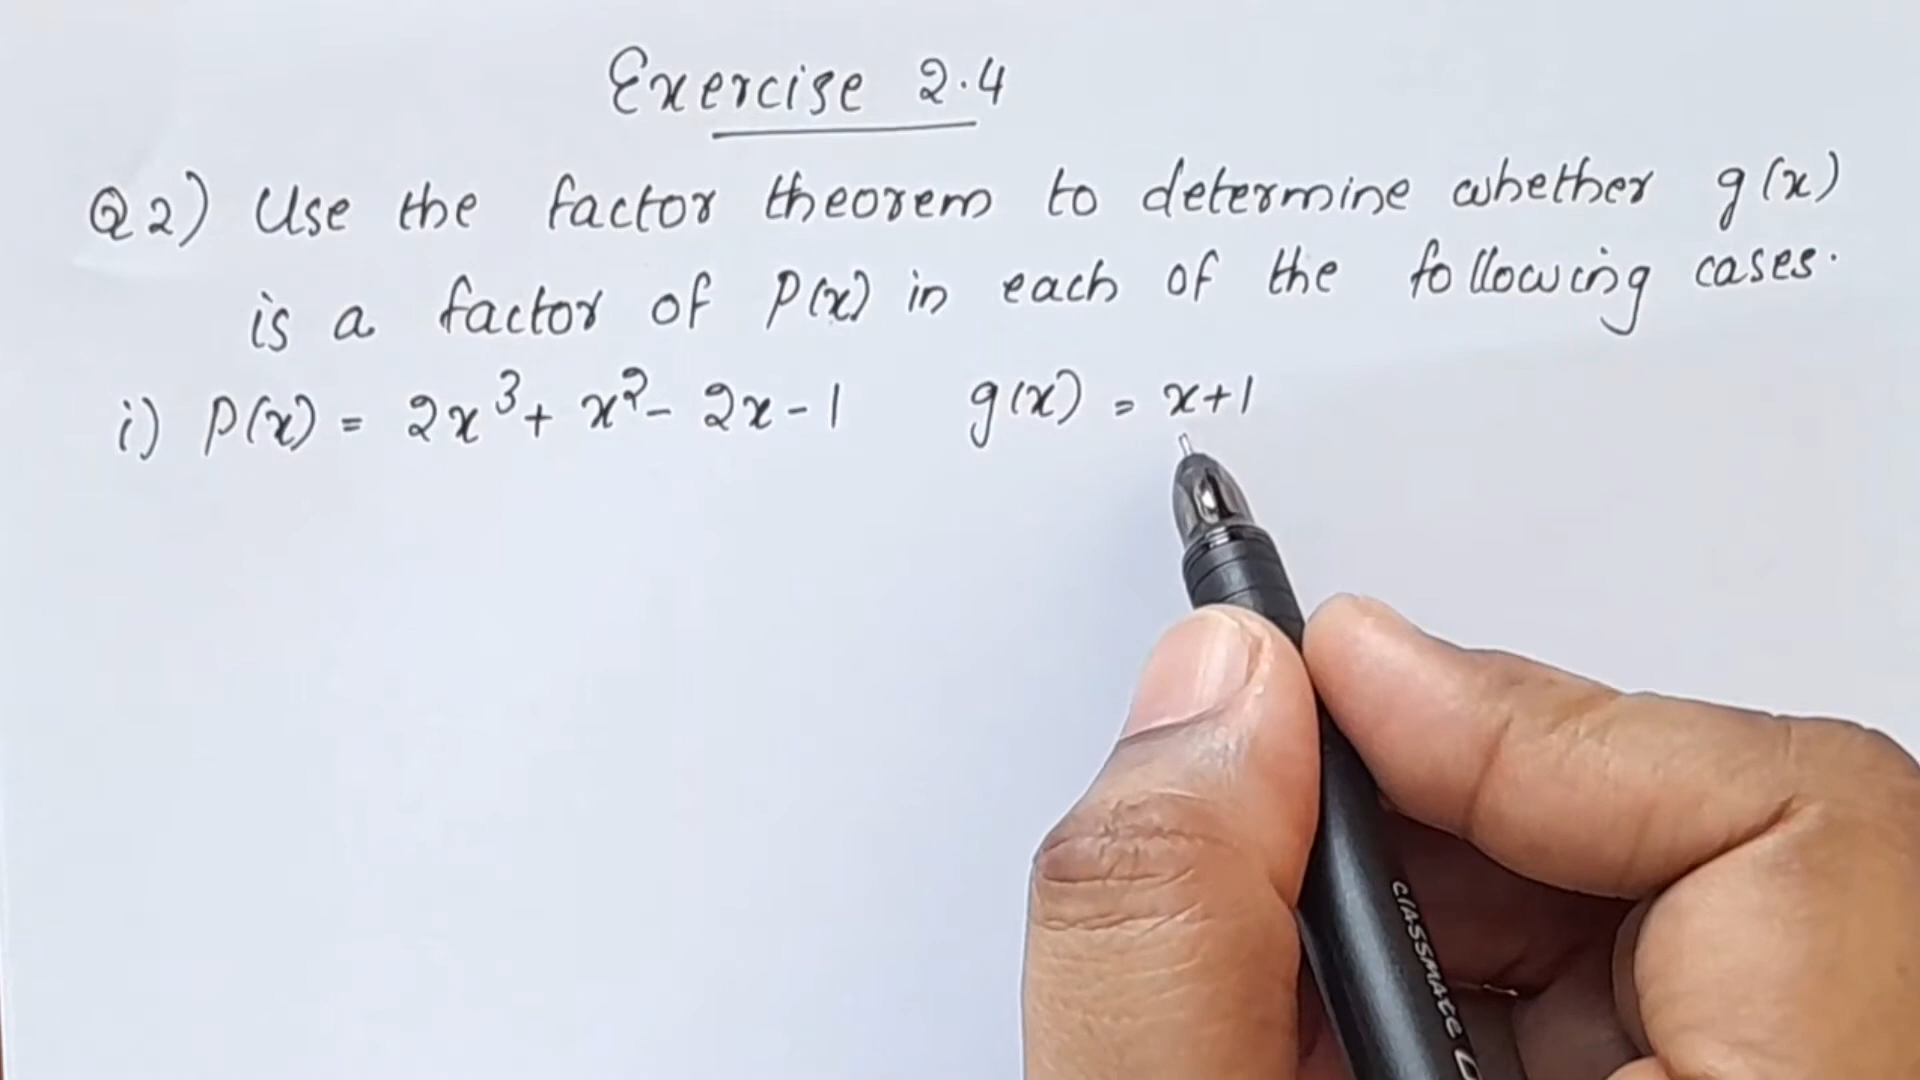 Exercise 2.4
Q2) Use the factor theorem to determine whether g(x)
is a factor of P(x) in each of the following cases.
i) P(x) = 2x³ + x² - 2x - 1 g(x) = x+1
classmate